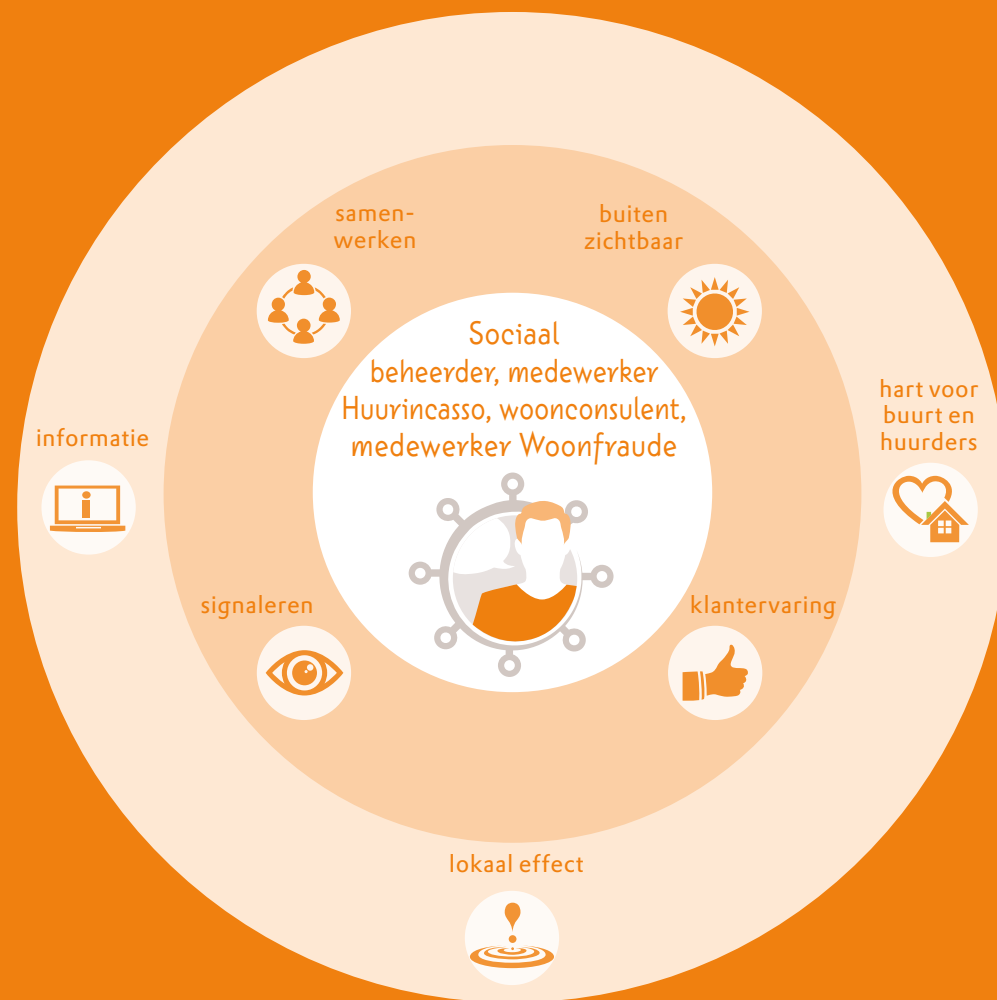 samen-
werken
buiten
zichtbaar
Sociaal
beheerder, medewerker
Huurincasso, woonconsulent,
medewerker Woonfraude
informatie
hart voor
buurt en
huurders
signaleren
klantervaring
lokaal effect